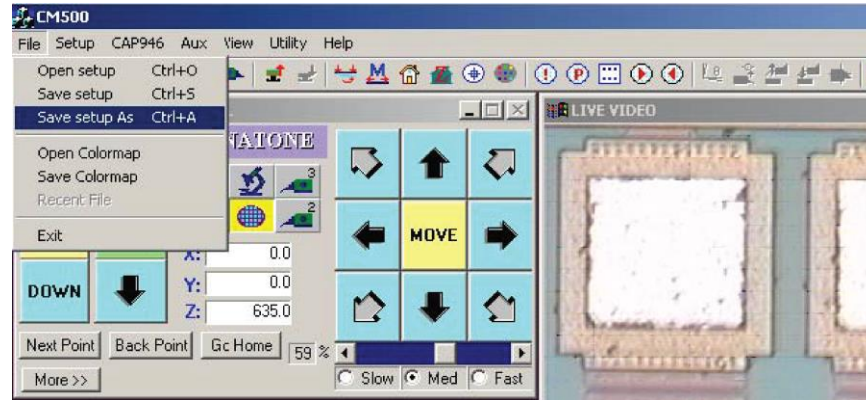 CM500
File Setup CAP946 Aux View Utility Help
Open setup Ctrl+O
Save setup Ctrl+S
Save setup As Ctrl+A
Open Colormap
Save Colormap
Recent File
Exit
LIVE VIDEO
3
2
MOVE
DOWN
X: 0.0
Y: 0.0
Z: 635.0
Next Point Back Point Gc Home 59 %
More >> Slow Med Fast